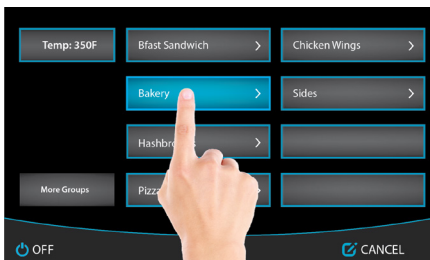 Temp: 350F
Bfast Sandwich
Chicken Wings
Bakery
Sides
More Groups
OFF
CANCEL